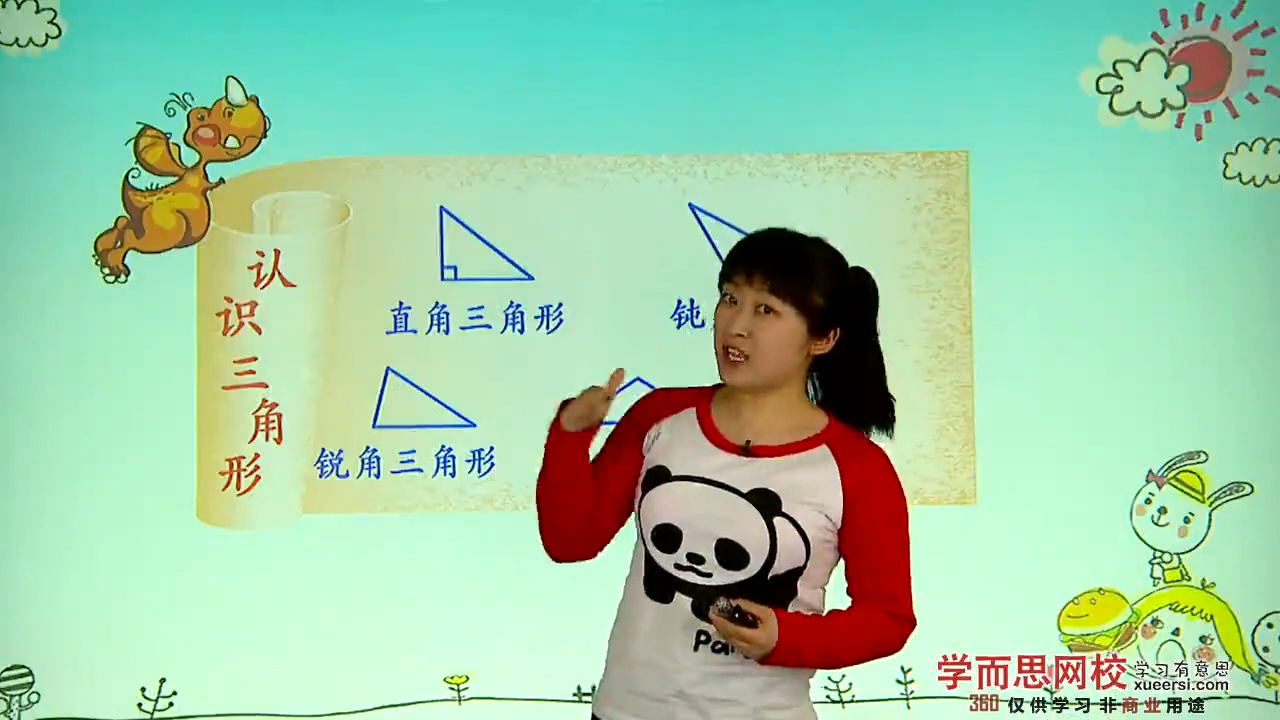 认识三角形
直角三角形
钝
锐角三角形
Pa
学而思网校
学习有意思
xueersi.com
360 仅供学习 非商业用途